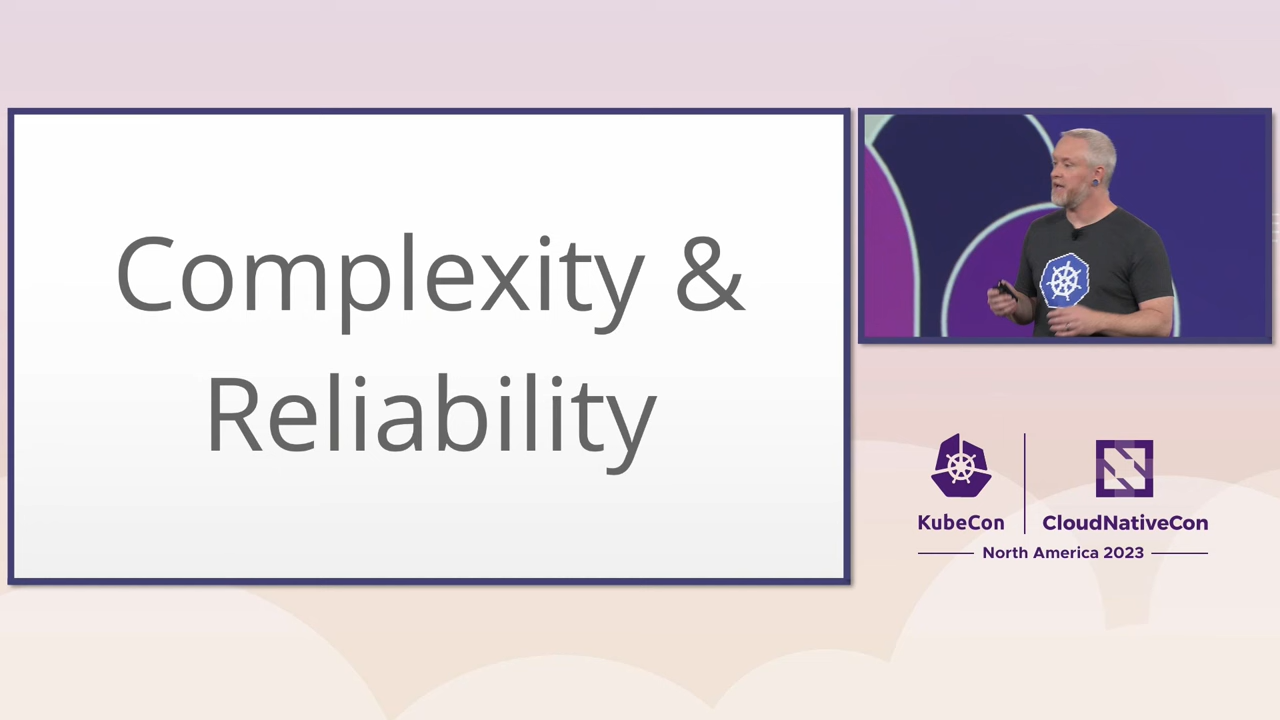 Complexity &
Reliability
KubeCon
CloudNativeCon
North America 2023